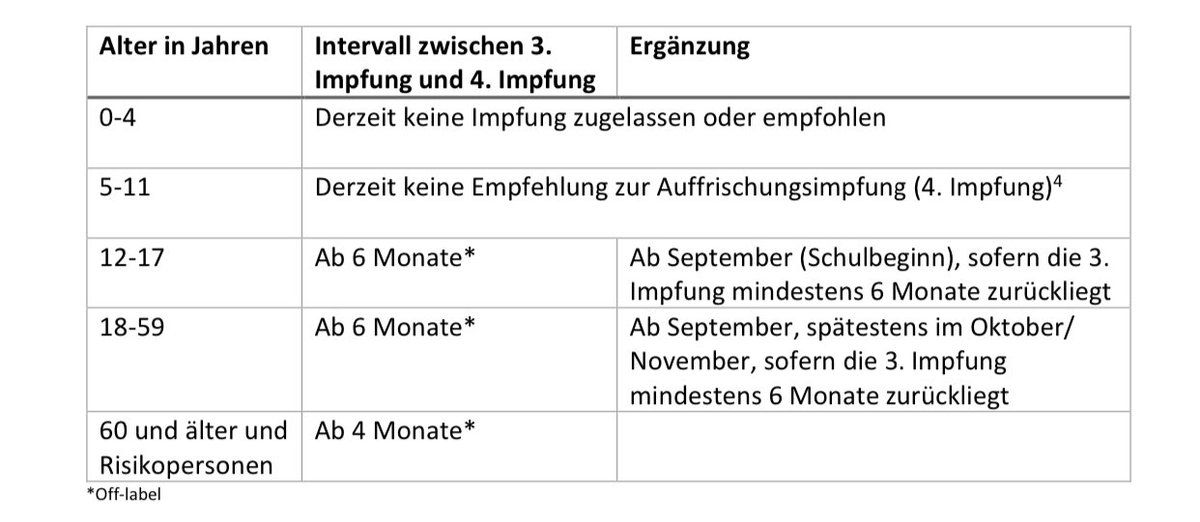 Alter in Jahren
Intervall zwischen 3.
Impfung und 4. Impfung
Ergänzung
0-4
Derzeit keine Impfung zugelassen oder empfohlen
5-11
Derzeit keine Empfehlung zur Auffrischungsimpfung (4. Impfung)⁴
12-17
Ab 6 Monate*
Ab September (Schulbeginn), sofern die 3.
Impfung mindestens 6 Monate zurückliegt
18-59
Ab 6 Monate*
Ab September, spätestens im Oktober/
November, sofern die 3. Impfung
mindestens 6 Monate zurückliegt
60 und älter und
Risikopersonen
Ab 4 Monate*
*Off-label